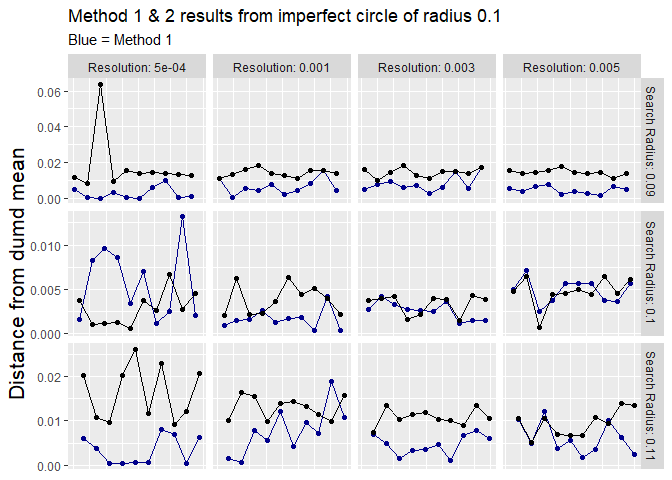 Method 1 & 2 results from imperfect circle of radius 0.1
Blue = Method 1
Resolution: 5e-04
Resolution: 0.001
Resolution: 0.003
Resolution: 0.005
Distance from dumd mean
0.06
0.04
0.02
0.00
Search Radius: 0.09
0.010
0.005
0.000
Search Radius: 0.1
0.02
0.01
0.00
Search Radius: 0.11